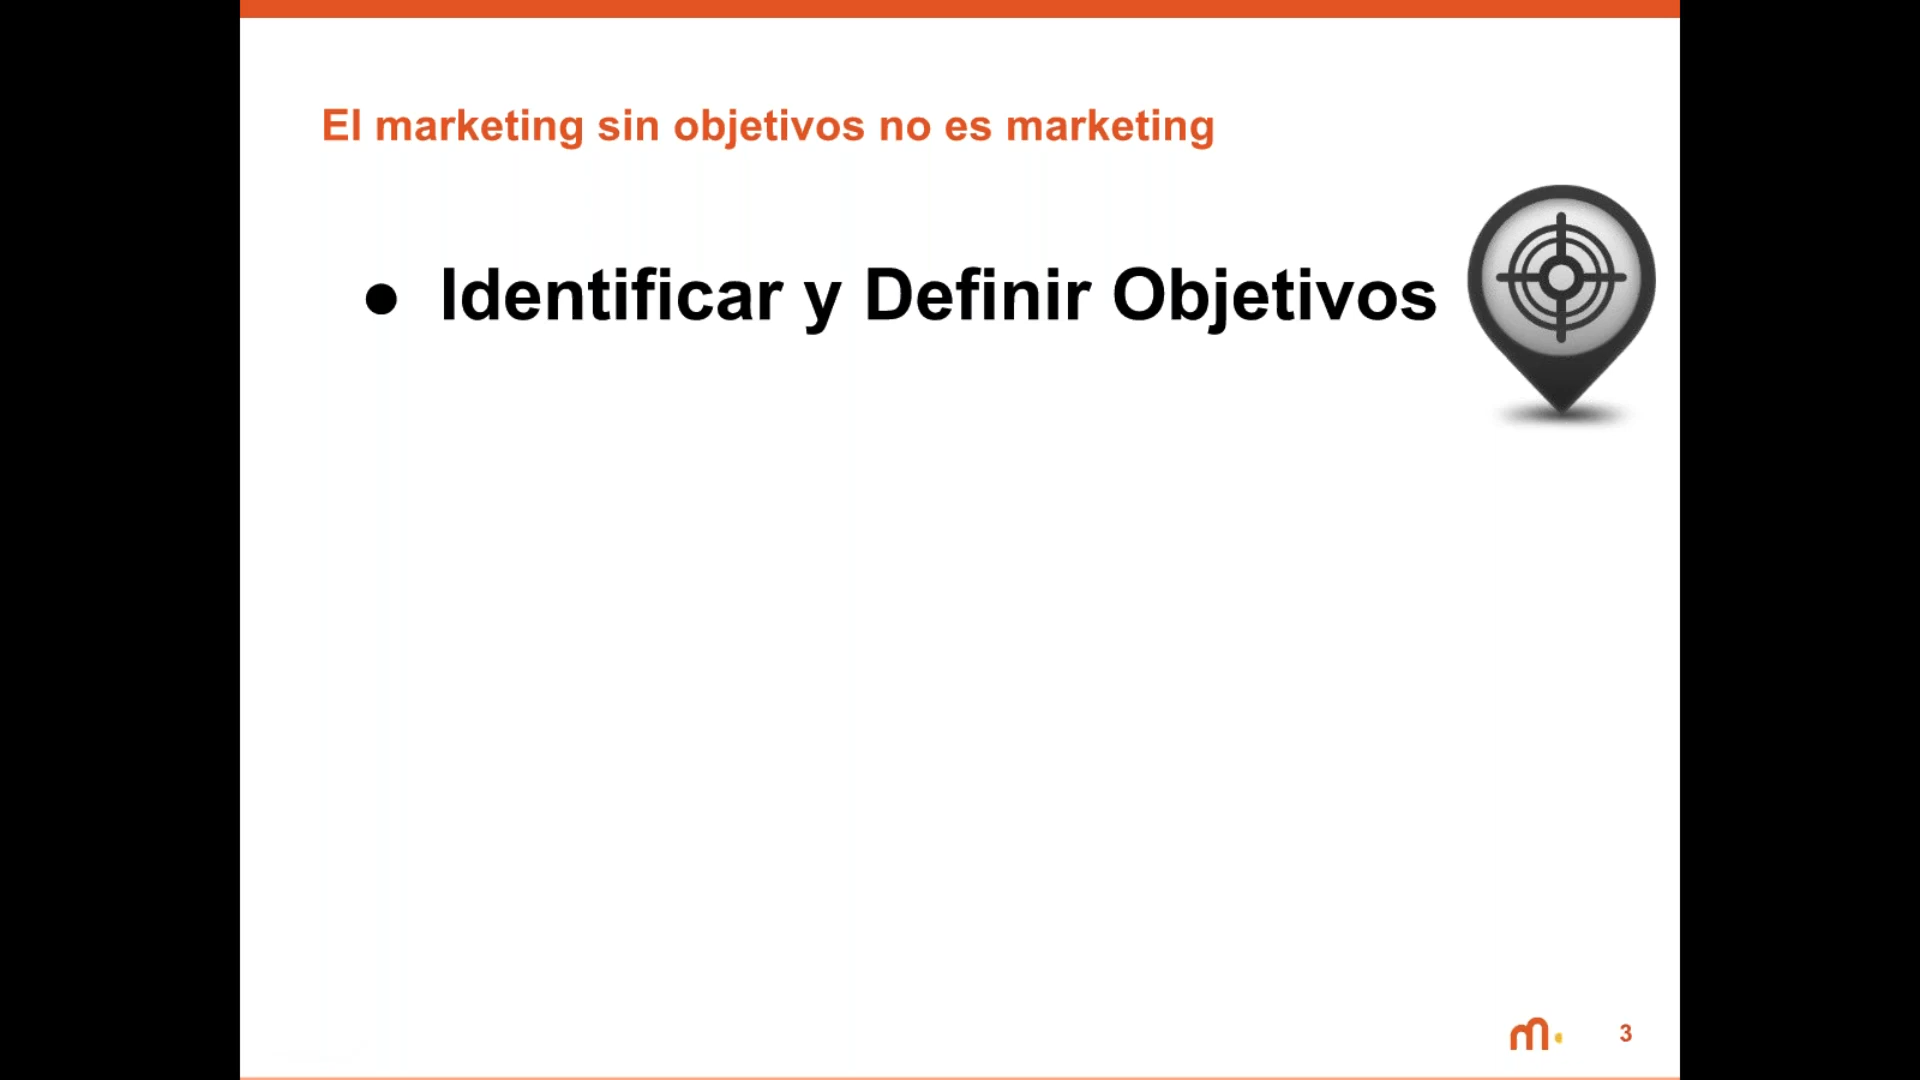 El marketing sin objetivos no es marketing
● Identificar y Definir Objetivos
m.
3